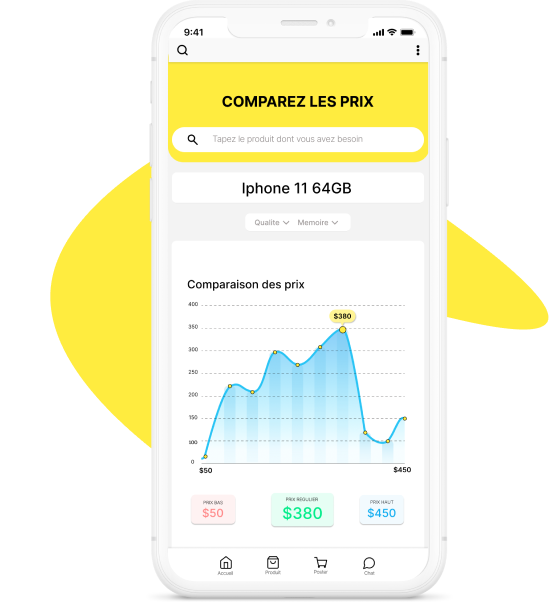 9:41
COMPAREZ LES PRIX
Tapez le produit dont vous avez besoin
Iphone 11 64GB
Qualite Memoire
Comparaison des prix
400
$380
350
300
250
200
150
100
0
$50 $450
PRIX BAS PRIX REGULIER PRIX HAUT
$50 $380 $450
Accueil Produit Poster Chat